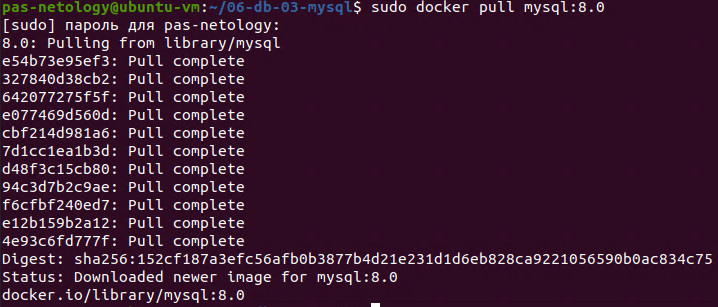 pas-netology@ubuntu-vm:~/06-db-03-mysql$ sudo docker pull mysql:8.0
[sudo] пароль для pas-netology:
8.0: Pulling from library/mysql
e54b73e95ef3: Pull complete
327840d38cb2: Pull complete
642077275f5f: Pull complete
e077469d560d: Pull complete
cbf214d981a6: Pull complete
7d1cc1ea1b3d: Pull complete
d48f3c15cb80: Pull complete
94c3d7b2c9ae: Pull complete
f6cfbf240ed7: Pull complete
e12b159b2a12: Pull complete
4e93c6fd777f: Pull complete
Digest: sha256:152cf187a3efc56afb0b3877b4d21e231d1d6eb828ca9221056590b0ac834c75
Status: Downloaded newer image for mysql:8.0
docker.io/library/mysql:8.0